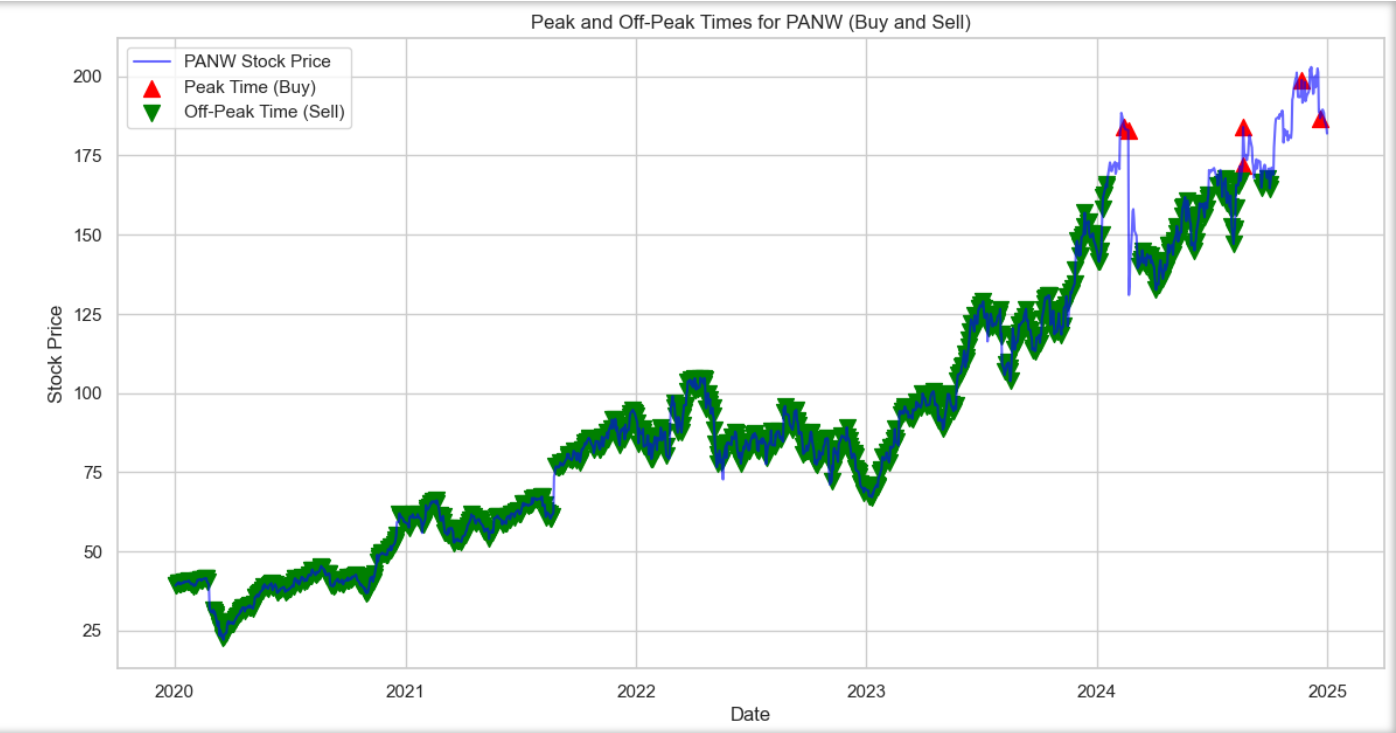 Peak and Off-Peak Times for PANW (Buy and Sell)
PANW Stock Price
Peak Time (Buy)
Off-Peak Time (Sell)
200
175
150
125
100
75
50
25
Stock Price
2020 2021 2022 2023 2024 2025
Date